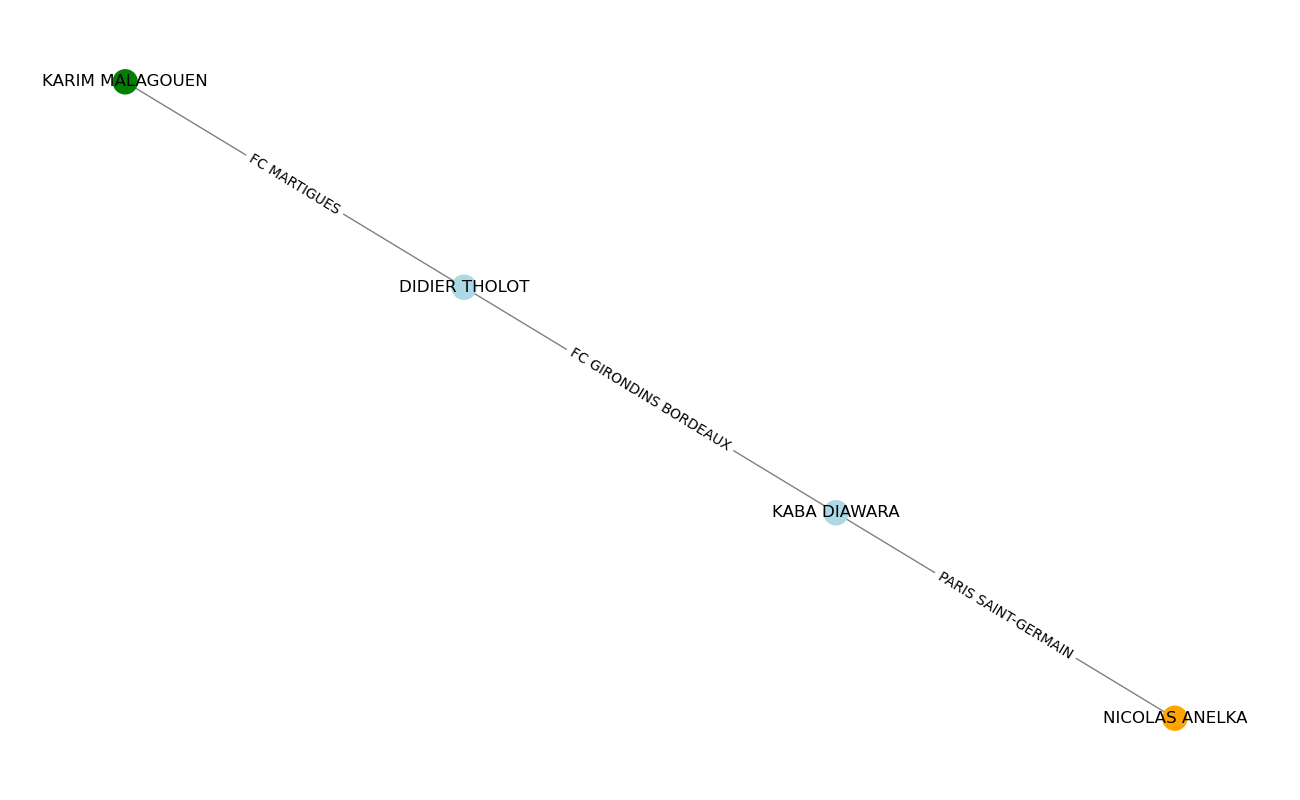 KARIM MALAGOUEN
FC MARTIGUES
DIDIER THOLOT
FC GIRONDINS BORDEAUX
KABA DIAWARA
PARIS SAINT-GERMAIN
NICOLAS ANELKA